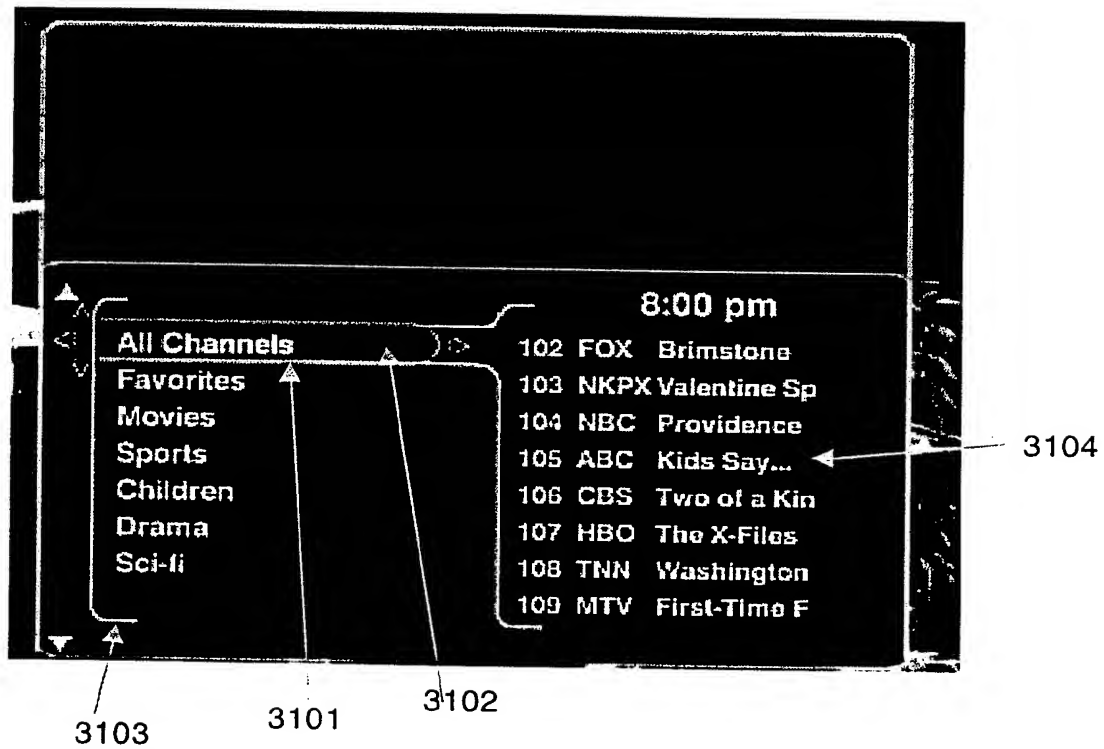 8:00 pm
All Channels
Favorites
Movies
Sports
Children
Drama
Sci-fi
102 FOX Brimstone
103 NKPX Valentine Sp
104 NBC Providence
105 ABC Kids Say...
106 CBS Two of a Kin
107 HBO The X-Files
108 TNN Washington
109 MTV First-Time F
3104
3103
3101
3102